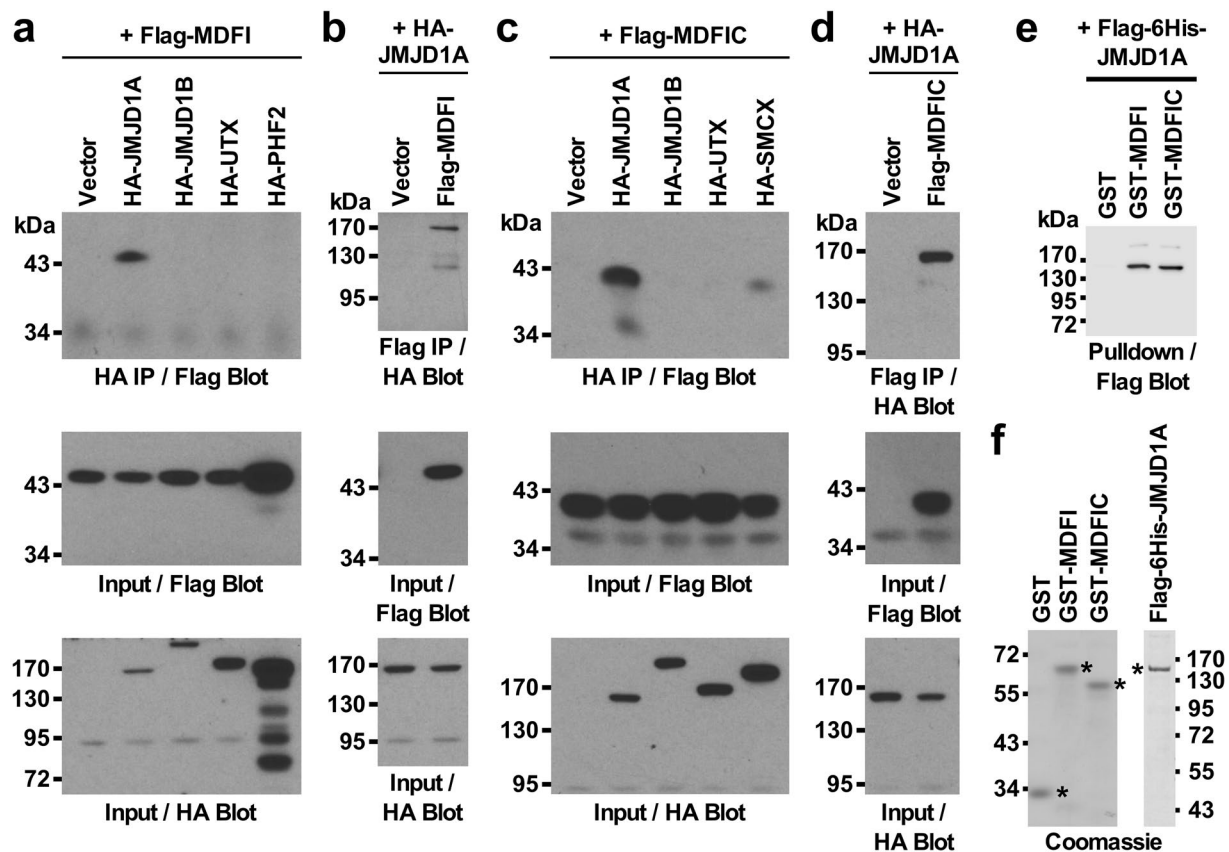 a
+ Flag-MDFI
Vector
HA-JMJD1A
HA-JMJD1B
HA-UTX
HA-PHF2
kDa
43
34
HA IP / Flag Blot
43
34
Input / Flag Blot
170
130
95
72
Input / HA Blot
b
+ HA-
JMJD1A
Vector
Flag-MDFI
kDa
170
130
95
Flag IP /
HA Blot
43
34
Input /
Flag Blot
170
130
95
Input /
HA Blot
c
+ Flag-MDFIC
Vector
HA-JMJD1A
HA-JMJD1B
HA-UTX
HA-SMCX
kDa
43
34
HA IP / Flag Blot
43
34
Input / Flag Blot
170
130
95
Input / HA Blot
d
+ HA-
JMJD1A
Vector
Flag-MDFIC
kDa
170
130
95
Flag IP /
HA Blot
43
34
Input /
Flag Blot
170
130
95
Input /
HA Blot
e
+ Flag-6His-
JMJD1A
GST
GST-MDFI
GST-MDFIC
kDa
170
130
95
72
Pulldown /
Flag Blot
f
GST
GST-MDFI
GST-MDFIC
Flag-6His-JMJD1A
72
55
43
34
*
*
*
*
170
130
95
72
55
43
Coomassie